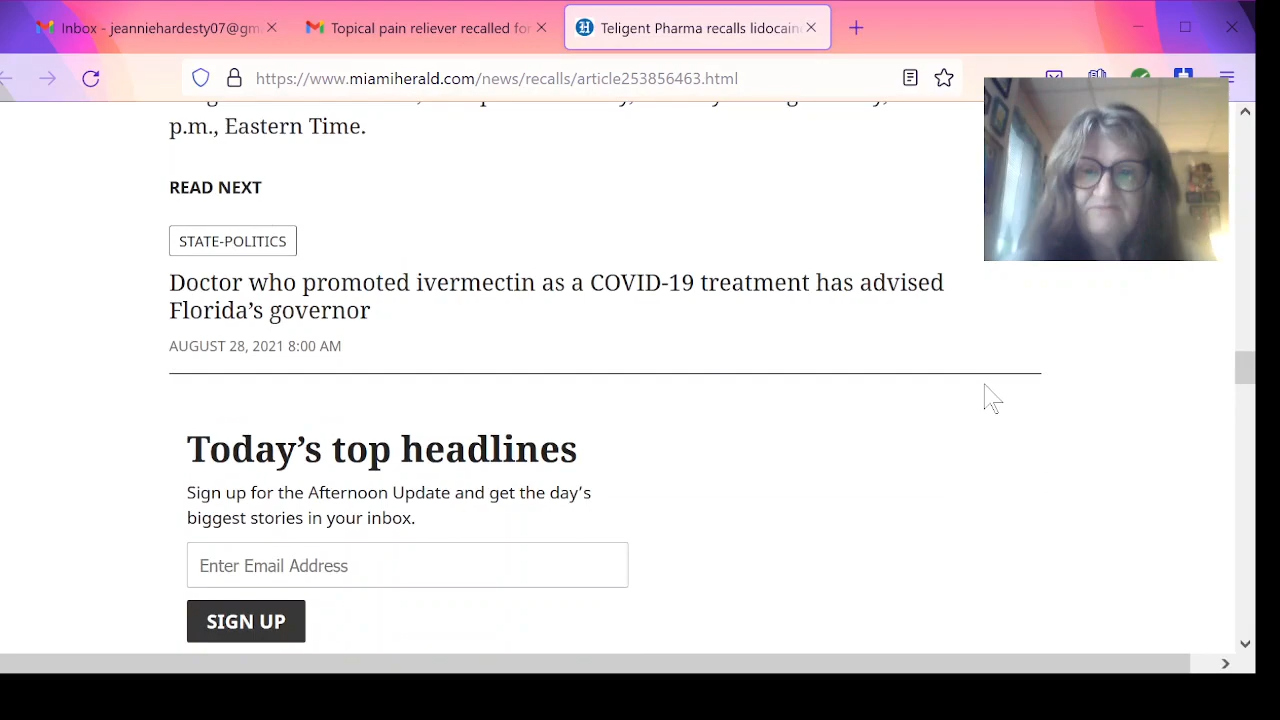 Inbox - jeanniehardesty07@gm
Topical pain reliever recalled for
Teligent Pharma recalls lidocain
https://www.miamiherald.com/news/recalls/article253856463.html
p.m., Eastern Time.
READ NEXT
STATE-POLITICS
Doctor who promoted ivermectin as a COVID-19 treatment has advised
Florida’s governor
AUGUST 28, 2021 8:00 AM
Today’s top headlines
Sign up for the Afternoon Update and get the day’s
biggest stories in your inbox.
Enter Email Address
SIGN UP